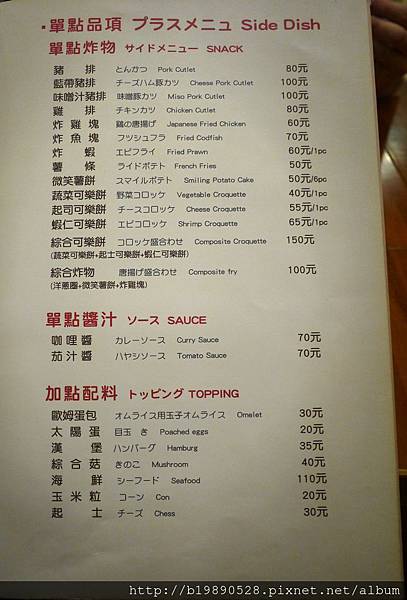 ·單點品項 プラスメニュ Side Dish
單點炸物 サイドメニュー SNACK
豬排 とんかつ Pork Cutlet 80元
藍帶豬排 チーズハム豚カツ Cheese Pork Cutlet 100元
味噌汁豬排 味噌豚カツ Miso Pork Cutlet 100元
雞排 チキンカツ Chicken Cutlet 80元
炸雞塊 鶏の唐揚げ Japanese Fried Chicken 60元
炸魚塊 フッシュフラ Fried Codfish 70元
炸蝦 エビフライ Fried Prawn 60元/1pc
薯條 ライドポテト French Fries 50元
微笑薯餅 スマイルポテト Smiling Potato Cake 50元/6pc
蔬菜可樂餅 野菜コロッケ Vegetable Croquette 40元/1pc
起司可樂餅 チースコロッケ Cheese Croquette 55元/1pc
蝦仁可樂餅 エピコロッケ Shrimp Croquette 65元/1pc
綜合可樂餅 コロッケ盛合わせ Composite Croquette 150元
(蔬菜可樂餅+起士可樂餅+蝦仁可樂餅)
綜合炸物 唐揚げ盛合わせ Composite fry 100元
(洋蔥圈+微笑薯餅+炸雞塊)
單點醬汁 ソース SAUCE
咖哩醬 カレーソース Curry Sauce 70元
茄汁醬 ハヤシソース Tomato Sauce 70元
加點配料 トッピング TOPPING
歐姆蛋包 オムライス用玉子オムライス Omelet 30元
太陽蛋 目玉き Poached eggs 20元
漢堡 ハンバーグ Hamburg 35元
綜合菇 きのこ Mushroom 40元
海鮮 シーフード Seafood 110元
玉米粒 コーン Con 20元
起士 チーズ Chess 30元
http://b19890528.pixnet.net/album